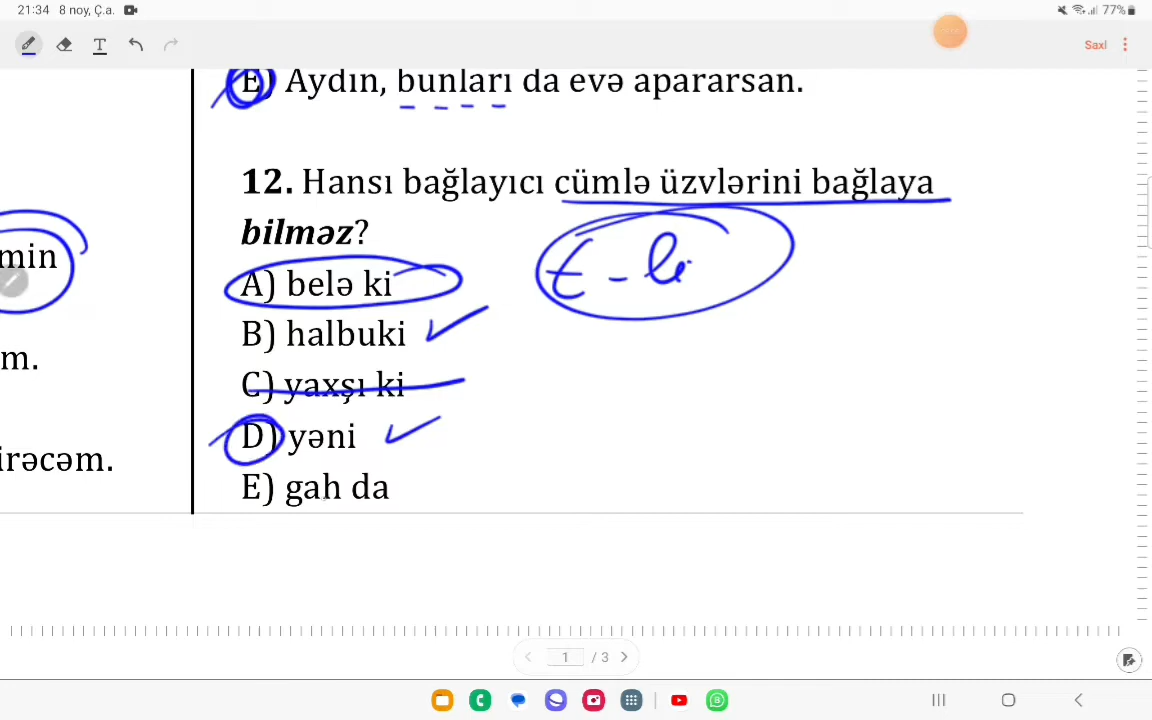 21:34 8 noy, Ç.a. 77%
T Saxl
E) Aydın, bunları da evə apararsan.
12. Hansı bağlayıcı cümlə üzvlərini bağlaya
bilməz?
min
A) belə ki
B) halbuki
m.
C) yaxşı ki
D) yəni
irəcəm.
E) gah da
1 / 3